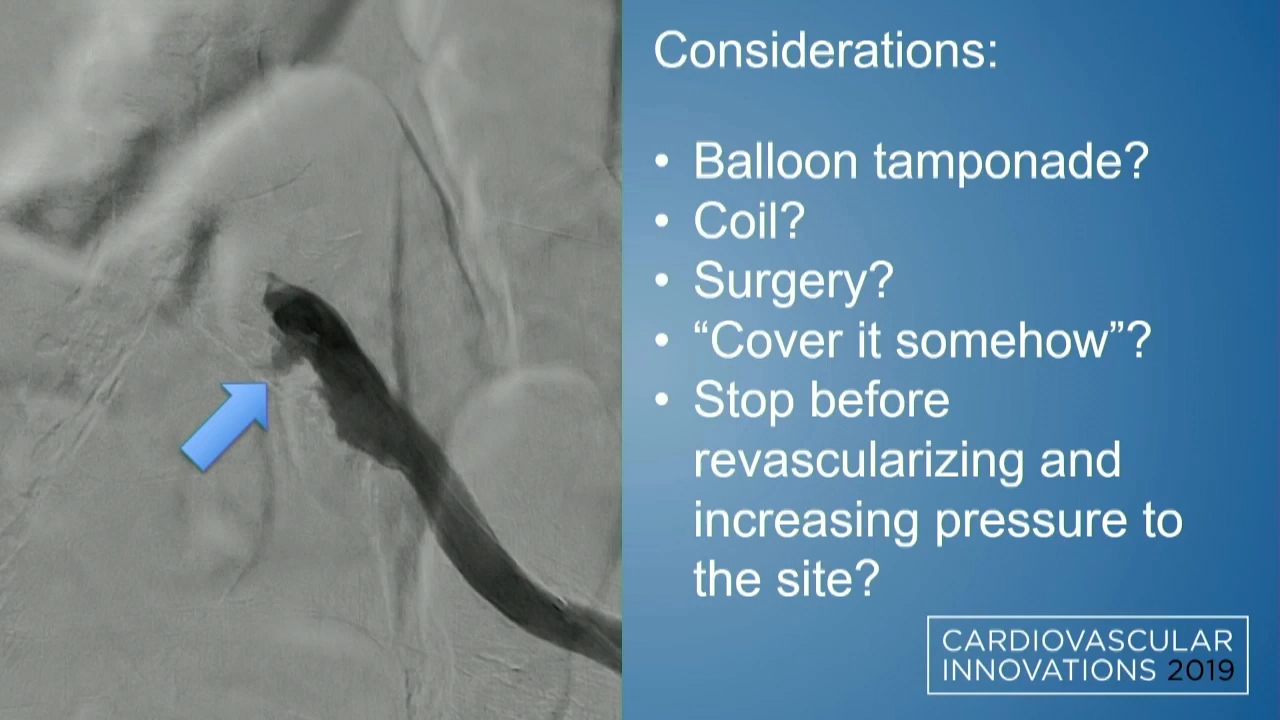 Considerations:
• Balloon tamponade?
• Coil?
• Surgery?
• “Cover it somehow”?
• Stop before
revascularizing and
increasing pressure to
the site?
CARDIOVASCULAR
INNOVATIONS 2019